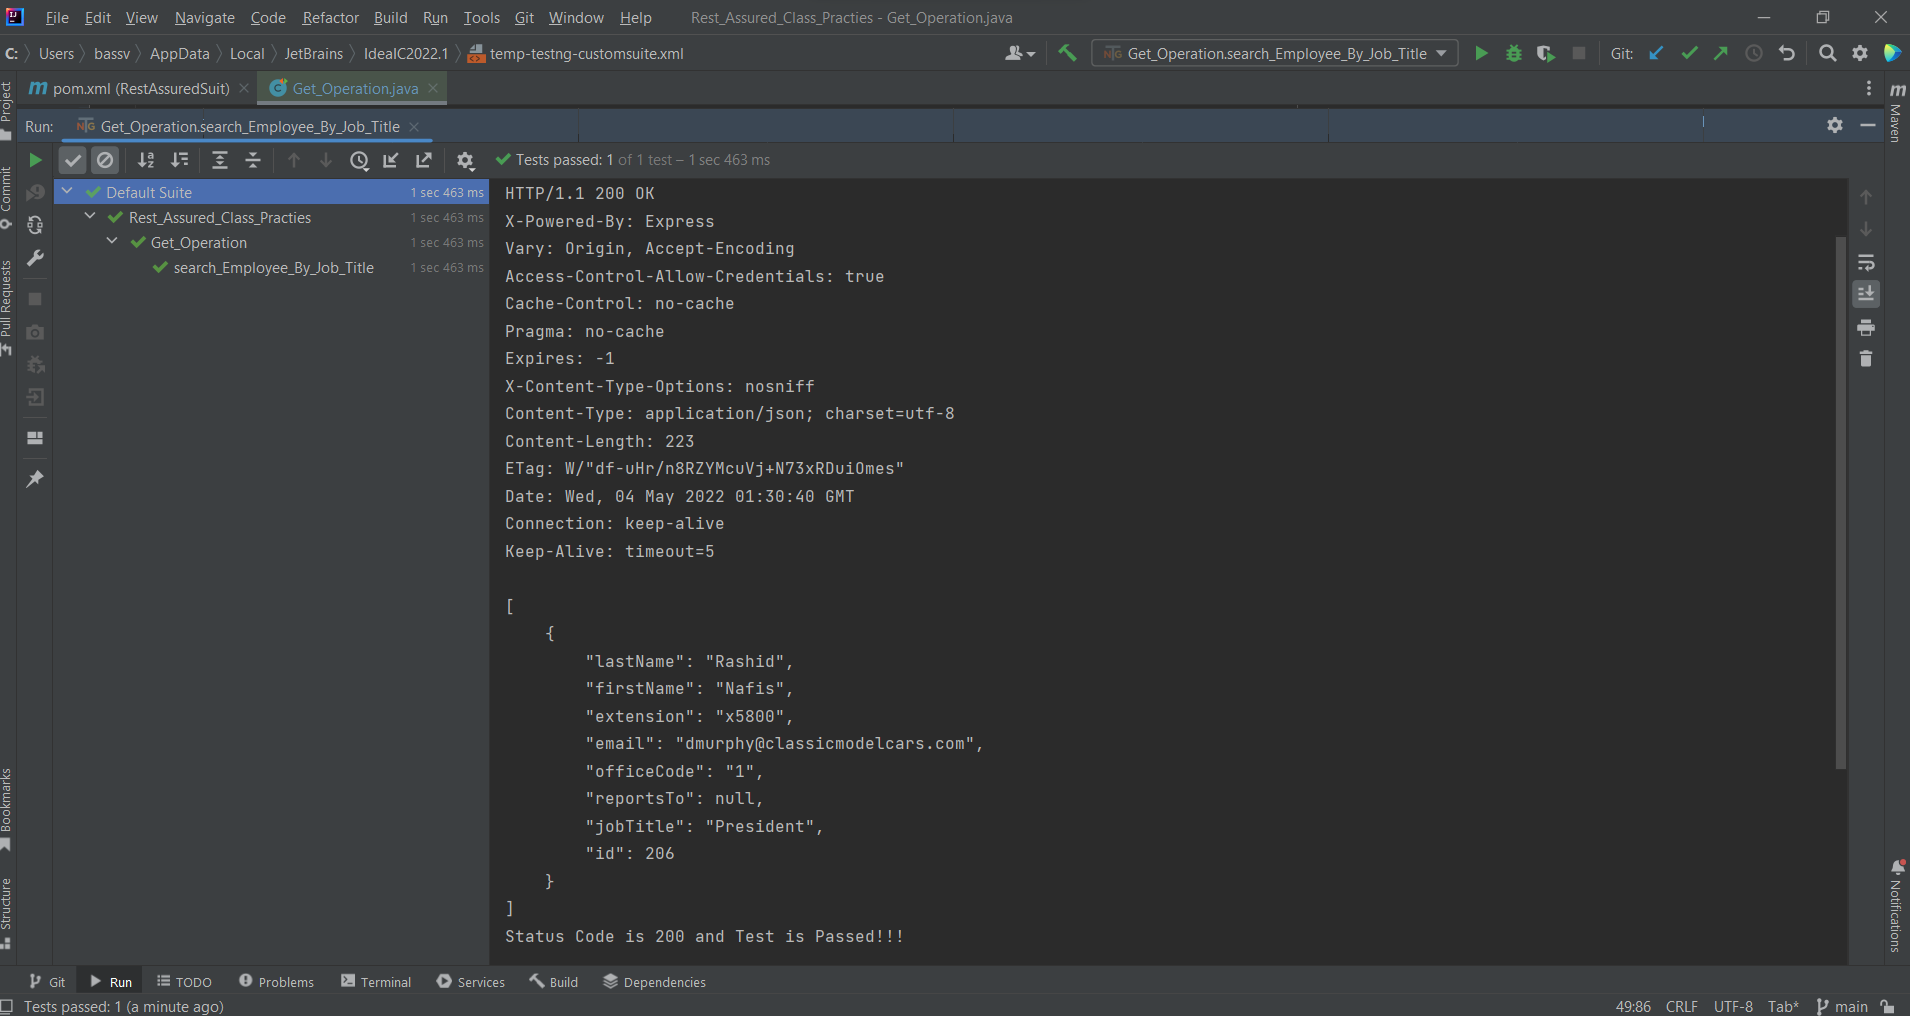 File Edit View Navigate Code Refactor Build Run Tools Git Window Help Rest_Assured_Class_Practies - Get_Operation.java
C: Users bassv AppData Local JetBrains IdeaIC2022.1 temp-testng-customsuite.xml Get_Operation.search_Employee_By_Job_Title Git:
pom.xml (RestAssuredSuit) Get_Operation.java
Run: Get_Operation.search_Employee_By_Job_Title
Tests passed: 1 of 1 test – 1 sec 463 ms
Default Suite 1 sec 463 ms
Rest_Assured_Class_Practies 1 sec 463 ms
Get_Operation 1 sec 463 ms
search_Employee_By_Job_Title 1 sec 463 ms
HTTP/1.1 200 OK
X-Powered-By: Express
Vary: Origin, Accept-Encoding
Access-Control-Allow-Credentials: true
Cache-Control: no-cache
Pragma: no-cache
Expires: -1
X-Content-Type-Options: nosniff
Content-Type: application/json; charset=utf-8
Content-Length: 223
ETag: W/"df-uHr/n8RZYMcuVj+N73xRDuiOmes"
Date: Wed, 04 May 2022 01:30:40 GMT
Connection: keep-alive
Keep-Alive: timeout=5
[
{
"lastName": "Rashid",
"firstName": "Nafis",
"extension": "x5800",
"email": "dmurphy@classicmodelcars.com",
"officeCode": "1",
"reportsTo": null,
"jobTitle": "President",
"id": 206
}
]
Status Code is 200 and Test is Passed!!!
Project
Commit
Pull Requests
Bookmarks
Structure
Maven
Notifications
Git Run TODO Problems Terminal Services Build Dependencies
Tests passed: 1 (a minute ago) 49:86 CRLF UTF-8 Tab* main